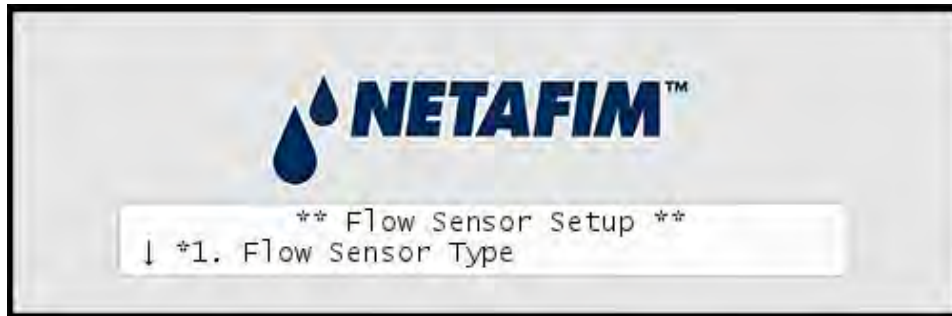 NETAFIM™
** Flow Sensor Setup **
↓ *1. Flow Sensor Type